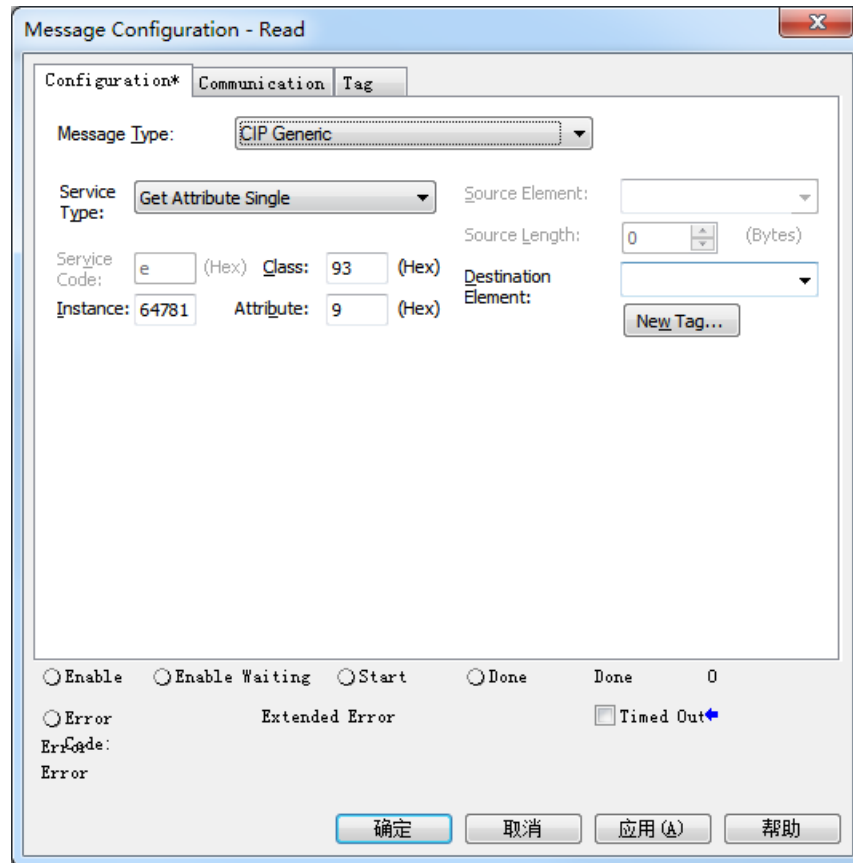 Message Configuration - Read
Configuration* Communication Tag
Message Type: CIP Generic
Service Type: Get Attribute Single
Source Element:
Source Length: 0 (Bytes)
Service Code: e (Hex) Class: 93 (Hex)
Destination Element:
Instance: 64781 Attribute: 9 (Hex)
New Tag...
Enable Enable Waiting Start Done Done 0
Error Extended Error Timed Out
Code:
Error
确定 取消 应用(A) 帮助